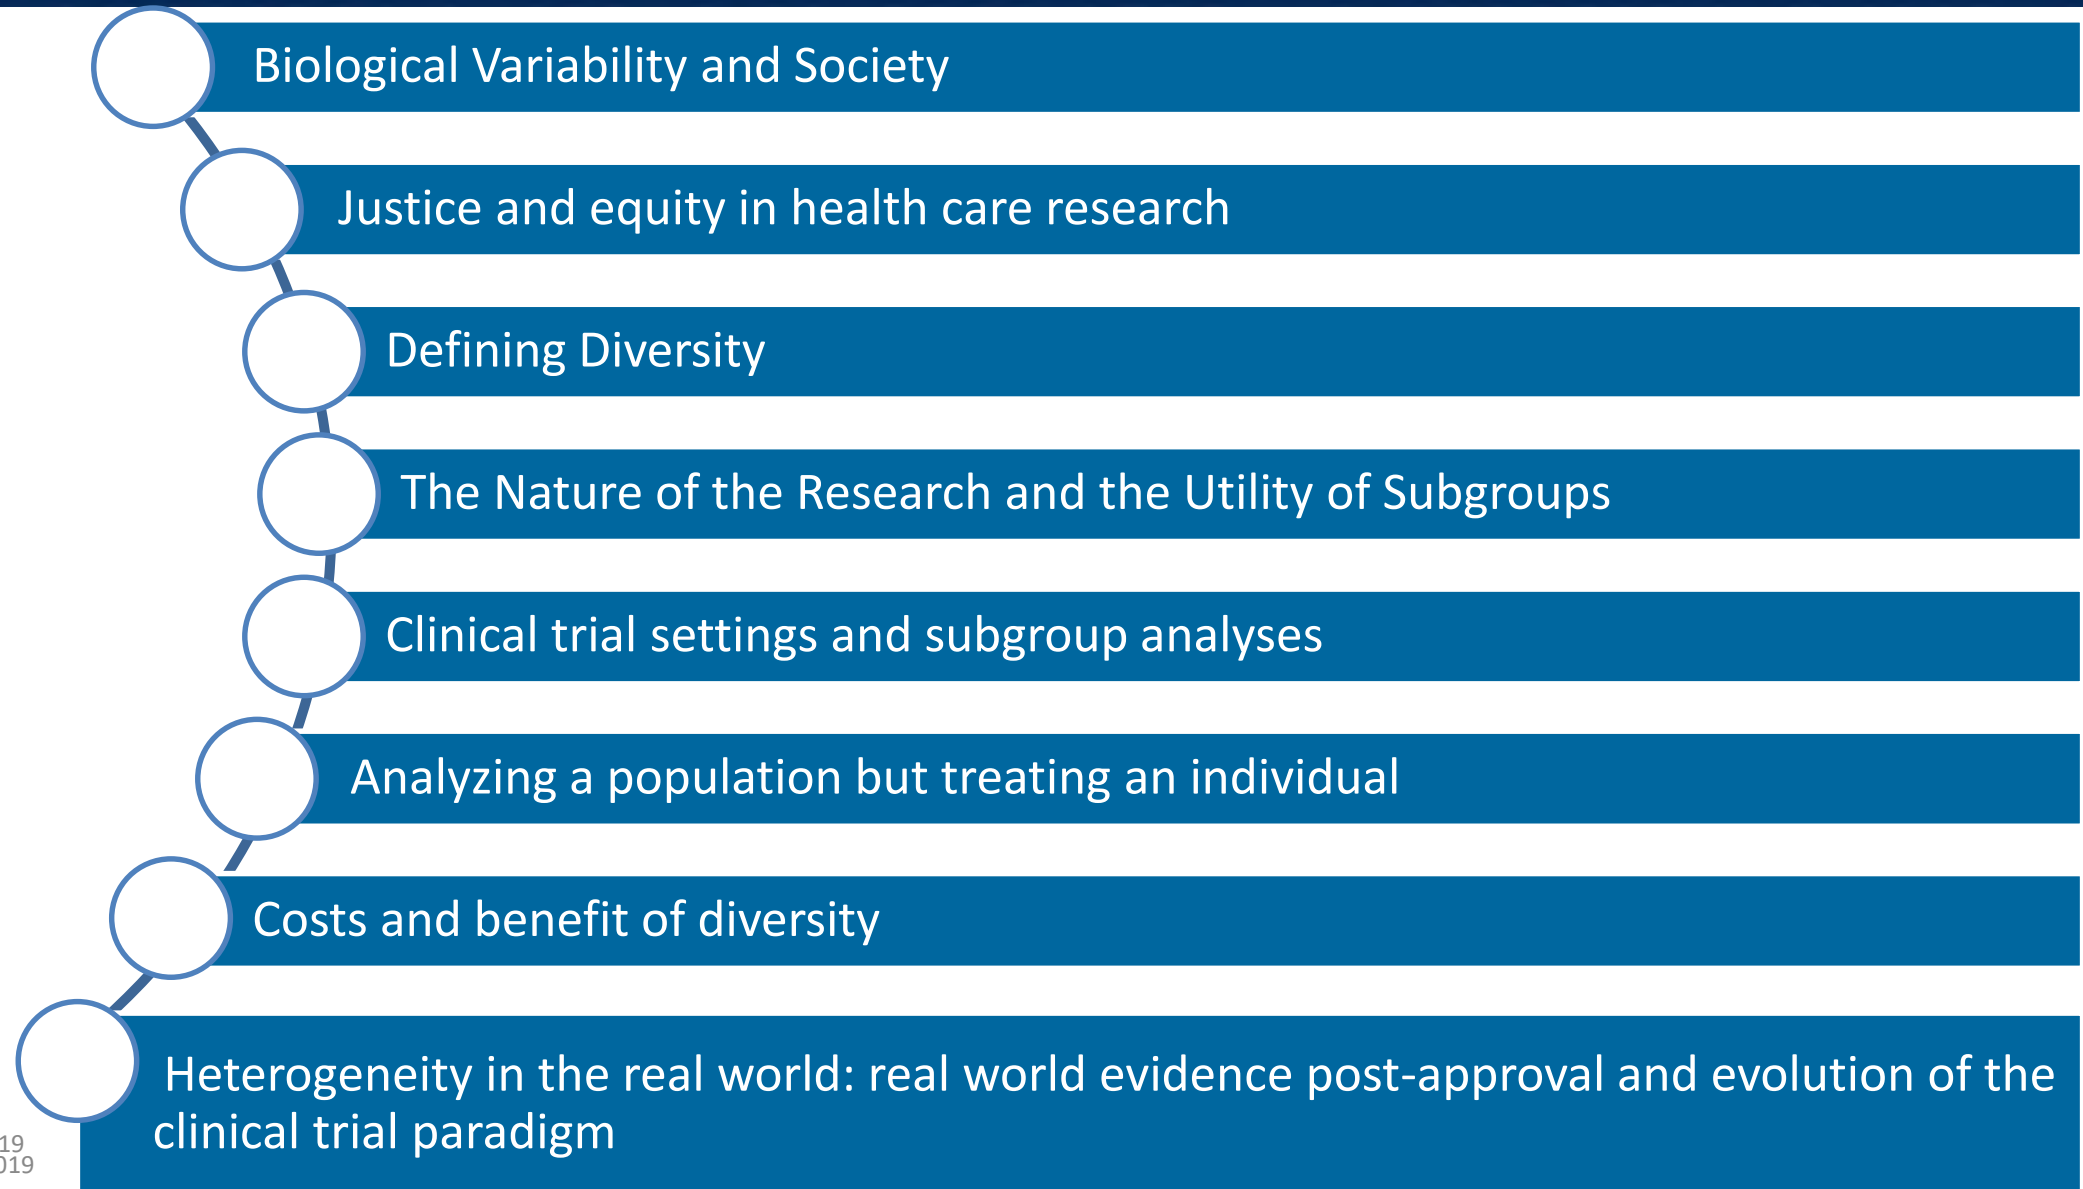 Biological Variability and Society
Justice and equity in health care research
Defining Diversity
The Nature of the Research and the Utility of Subgroups
Clinical trial settings and subgroup analyses
Analyzing a population but treating an individual
Costs and benefit of diversity
Heterogeneity in the real world: real world evidence post-approval and evolution of the
clinical trial paradigm
19
019